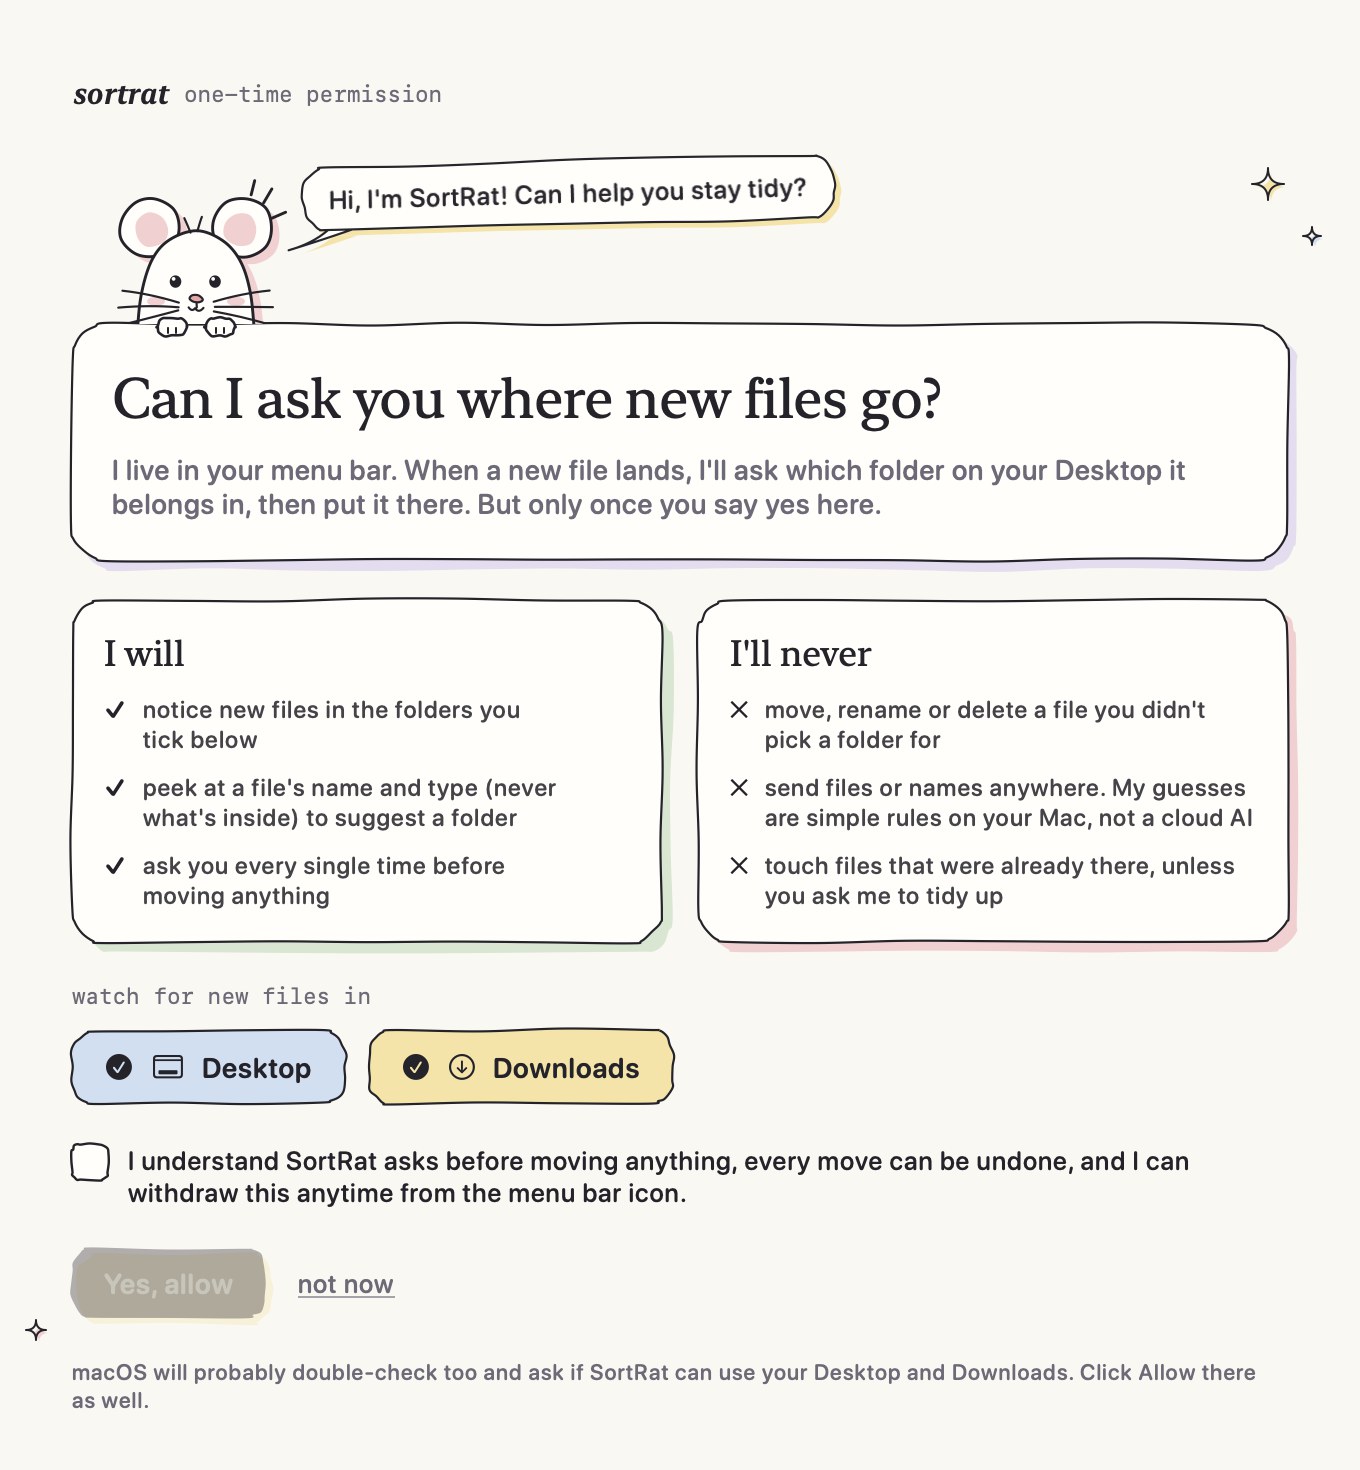 sortrat one-time permission
Hi, I'm SortRat! Can I help you stay tidy?
Can I ask you where new files go?
I live in your menu bar. When a new file lands, I'll ask which folder on your Desktop it
belongs in, then put it there. But only once you say yes here.
I will
notice new files in the folders you
tick below
peek at a file's name and type (never
what's inside) to suggest a folder
ask you every single time before
moving anything
I'll never
move, rename or delete a file you didn't
pick a folder for
send files or names anywhere. My guesses
are simple rules on your Mac, not a cloud AI
touch files that were already there, unless
you ask me to tidy up
watch for new files in
Desktop
Downloads
I understand SortRat asks before moving anything, every move can be undone, and I can
withdraw this anytime from the menu bar icon.
Yes, allow
not now
macOS will probably double-check too and ask if SortRat can use your Desktop and Downloads. Click Allow there
as well.